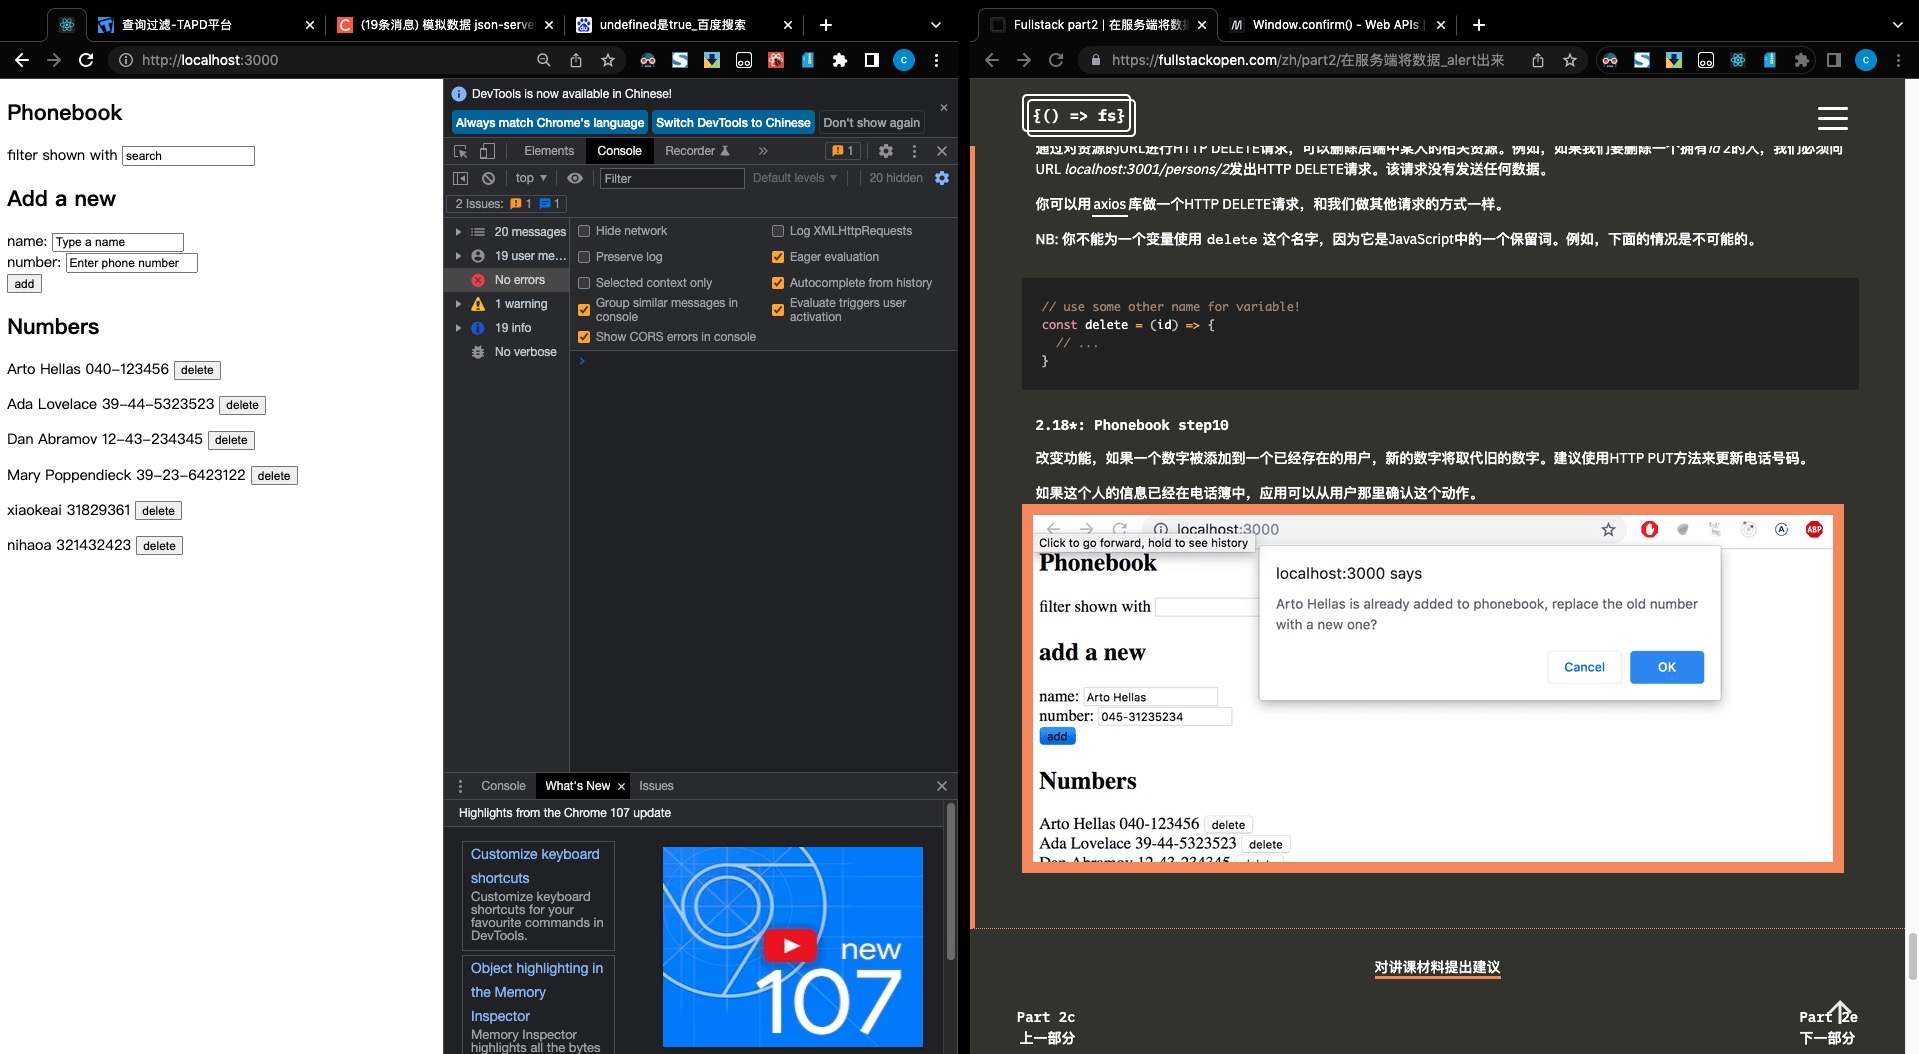 查询过滤-TAPD平台
(19条消息) 模拟数据 json-serve
undefined是true_百度搜索
http://localhost:3000
Phonebook
filter shown with search
Add a new
name: Type a name
number: Enter phone number
add
Numbers
Arto Hellas 040-123456 delete
Ada Lovelace 39-44-5323523 delete
Dan Abramov 12-43-234345 delete
Mary Poppendieck 39-23-6423122 delete
xiaokeai 31829361 delete
nihaoa 321432423 delete
DevTools is now available in Chinese!
Always match Chrome's language Switch DevTools to Chinese Don't show again
Elements Console Recorder 1
top Filter Default levels 20 hidden
2 Issues: 1 1
20 messages
19 user me...
No errors
1 warning
19 info
No verbose
Hide network Log XMLHttpRequests
Preserve log Eager evaluation
Selected context only Autocomplete from history
Group similar messages in console Evaluate triggers user activation
Show CORS errors in console
Console What's New Issues
Highlights from the Chrome 107 update
Customize keyboard
shortcuts
Customize keyboard
shortcuts for your
favourite commands in
DevTools.
Object highlighting in
the Memory
Inspector
Memory Inspector
highlights all the bytes
new
107
Fullstack part2 | 在服务端将数据
Window.confirm() - Web APIs |
https://fullstackopen.com/zh/part2/在服务端将数据_alert出来
{() => fs}
通过对资源的URL进行HTTP DELETE请求，可以删除后端中某人的相关资源。例如，如果我们要删除一个拥有id 2的人，我们必须向
URL localhost:3001/persons/2发出HTTP DELETE请求。该请求没有发送任何数据。
你可以用axios库做一个HTTP DELETE请求，和我们做其他请求的方式一样。
NB: 你不能为一个变量使用 delete 这个名字，因为它是JavaScript中的一个保留词。例如，下面的情况是不可能的。
// use some other name for variable!
const delete = (id) => {
// ...
}
2.18*: Phonebook step10
改变功能，如果一个数字被添加到一个已经存在的用户，新的数字将取代旧的数字。建议使用HTTP PUT方法来更新电话号码。
如果这个人的信息已经在电话簿中，应用可以从用户那里确认这个动作。
localhost:3000
ABP
Click to go forward, hold to see history
Phonebook
filter shown with
localhost:3000 says
Arto Hellas is already added to phonebook, replace the old number
with a new one?
Cancel OK
add a new
name: Arto Hellas
number: 045-31235234
add
Numbers
Arto Hellas 040-123456 delete
Ada Lovelace 39-44-5323523 delete
Dan Abramov 12-43-234345
对讲课材料提出建议
Part 2c
上一部分
Part 2e
下一部分